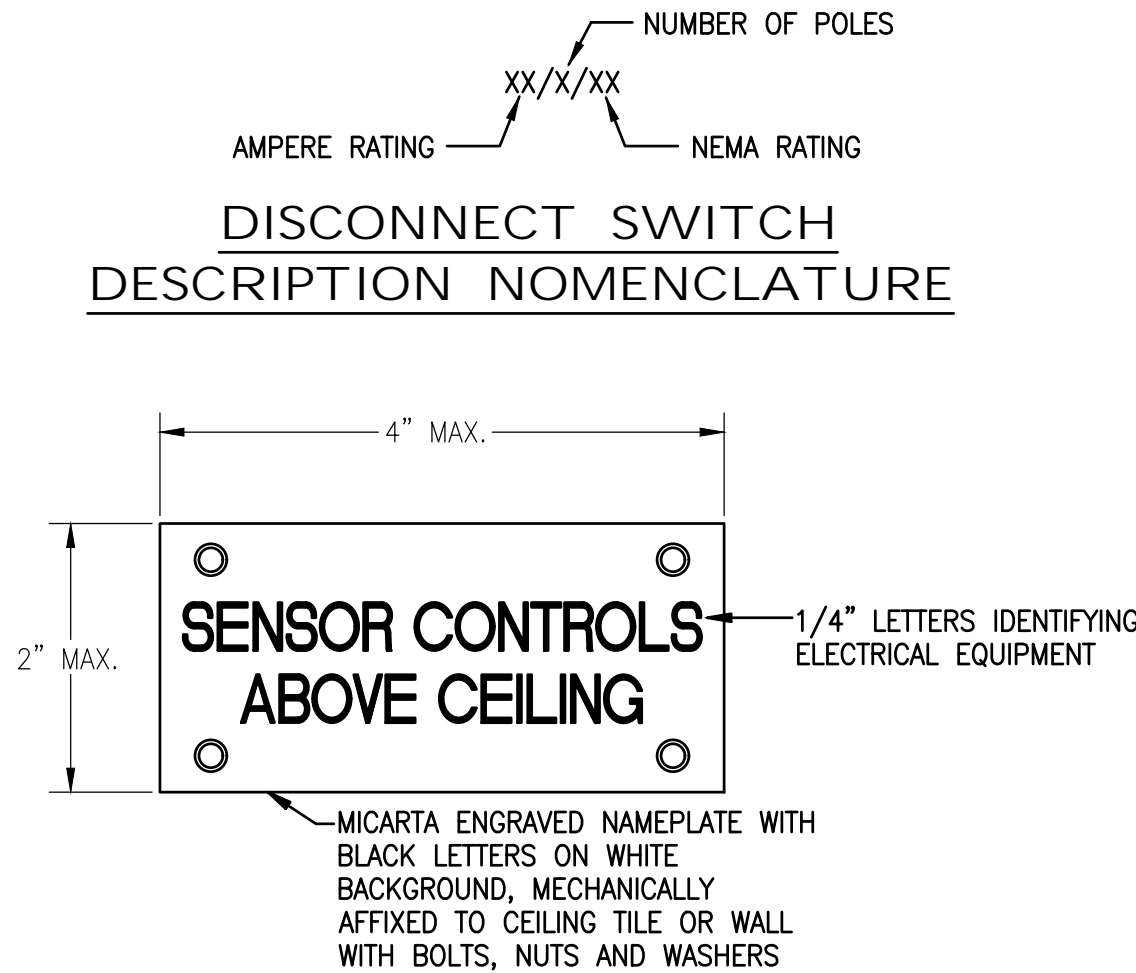 NUMBER OF POLES
XX/X/XX
AMPERE RATING
NEMA RATING
DISCONNECT SWITCH
DESCRIPTION NOMENCLATURE
4” MAX.
2” MAX.
SENSOR CONTROLS
ABOVE CEILING
1/4” LETTERS IDENTIFYING
ELECTRICAL EQUIPMENT
MICARTA ENGRAVED NAMEPLATE WITH
BLACK LETTERS ON WHITE
BACKGROUND, MECHANICALLY
AFFIXED TO CEILING TILE OR WALL
WITH BOLTS, NUTS AND WASHERS